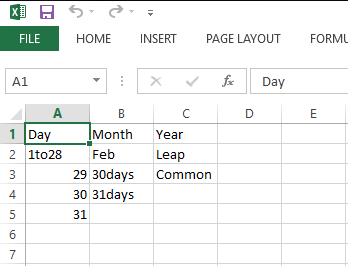 FILE HOME INSERT PAGE LAYOUT
A1 fx Day
A B C D E
1 Day Month Year
2 1to28 Feb Leap
3 29 30days Common
4 30 31days
5 31
6
7